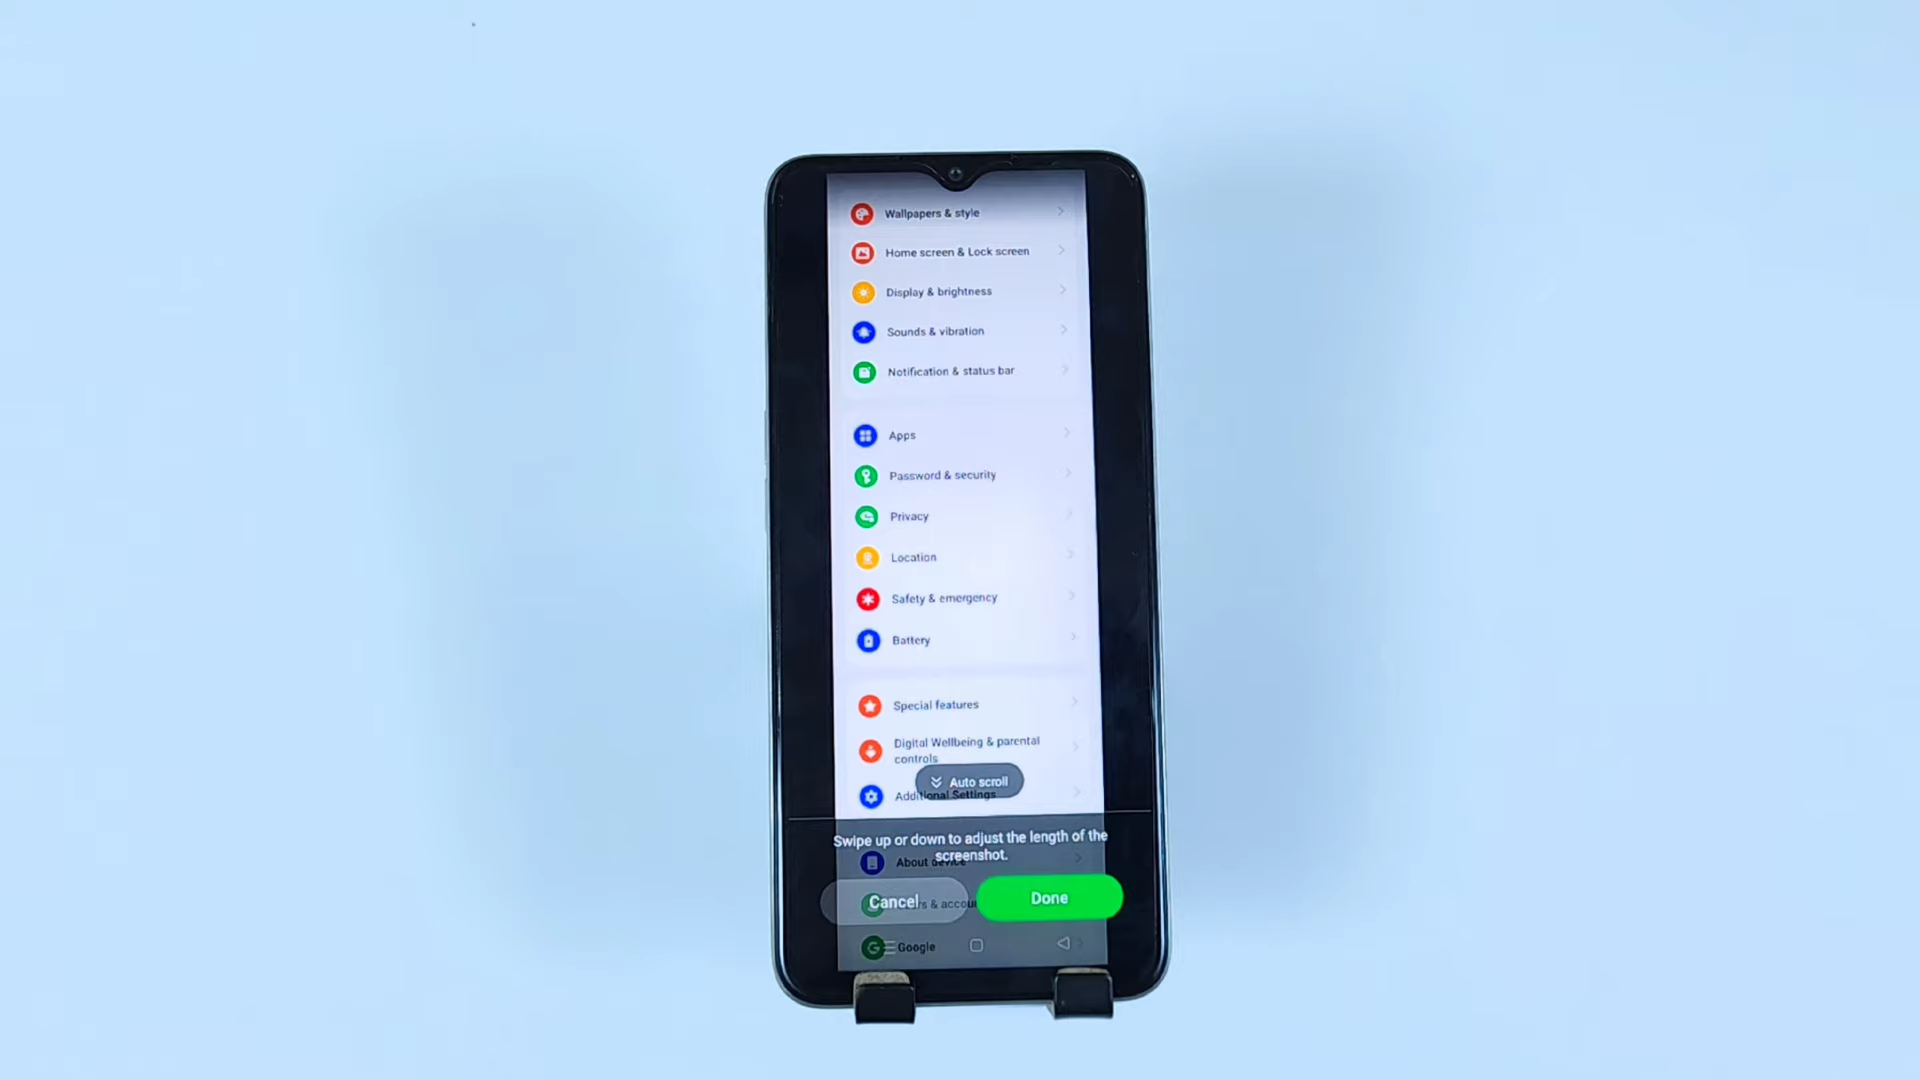 Wallpapers & style
Home screen & Lock screen
Display & brightness
Sounds & vibration
Notification & status bar
Apps
Password & security
Privacy
Location
Safety & emergency
Battery
Special features
Digital Wellbeing & parental
controls
Auto scroll
Additional Settings
Swipe up or down to adjust the length of the
screenshot.
About device
Cancel
Done
Google